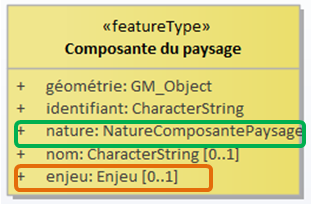 «featureType»
Composante du paysage
+ géométrie: GM_Object
+ identifiant: CharacterString
+ nature: NatureComposantePaysage
+ nom: CharacterString [0..1]
+ enjeu: Enjeu [0..1]